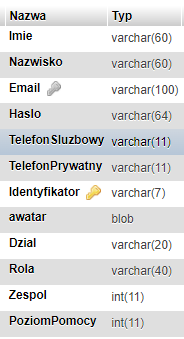 Nazwa Typ
Imie varchar(60)
Nazwisko varchar(60)
Email varchar(100)
Haslo varchar(64)
TelefonSluzbowy varchar(11)
TelefonPrywatny varchar(11)
Identyfikator varchar(7)
awatar blob
Dzial varchar(20)
Rola varchar(40)
Zespol int(11)
PoziomPomocy int(11)